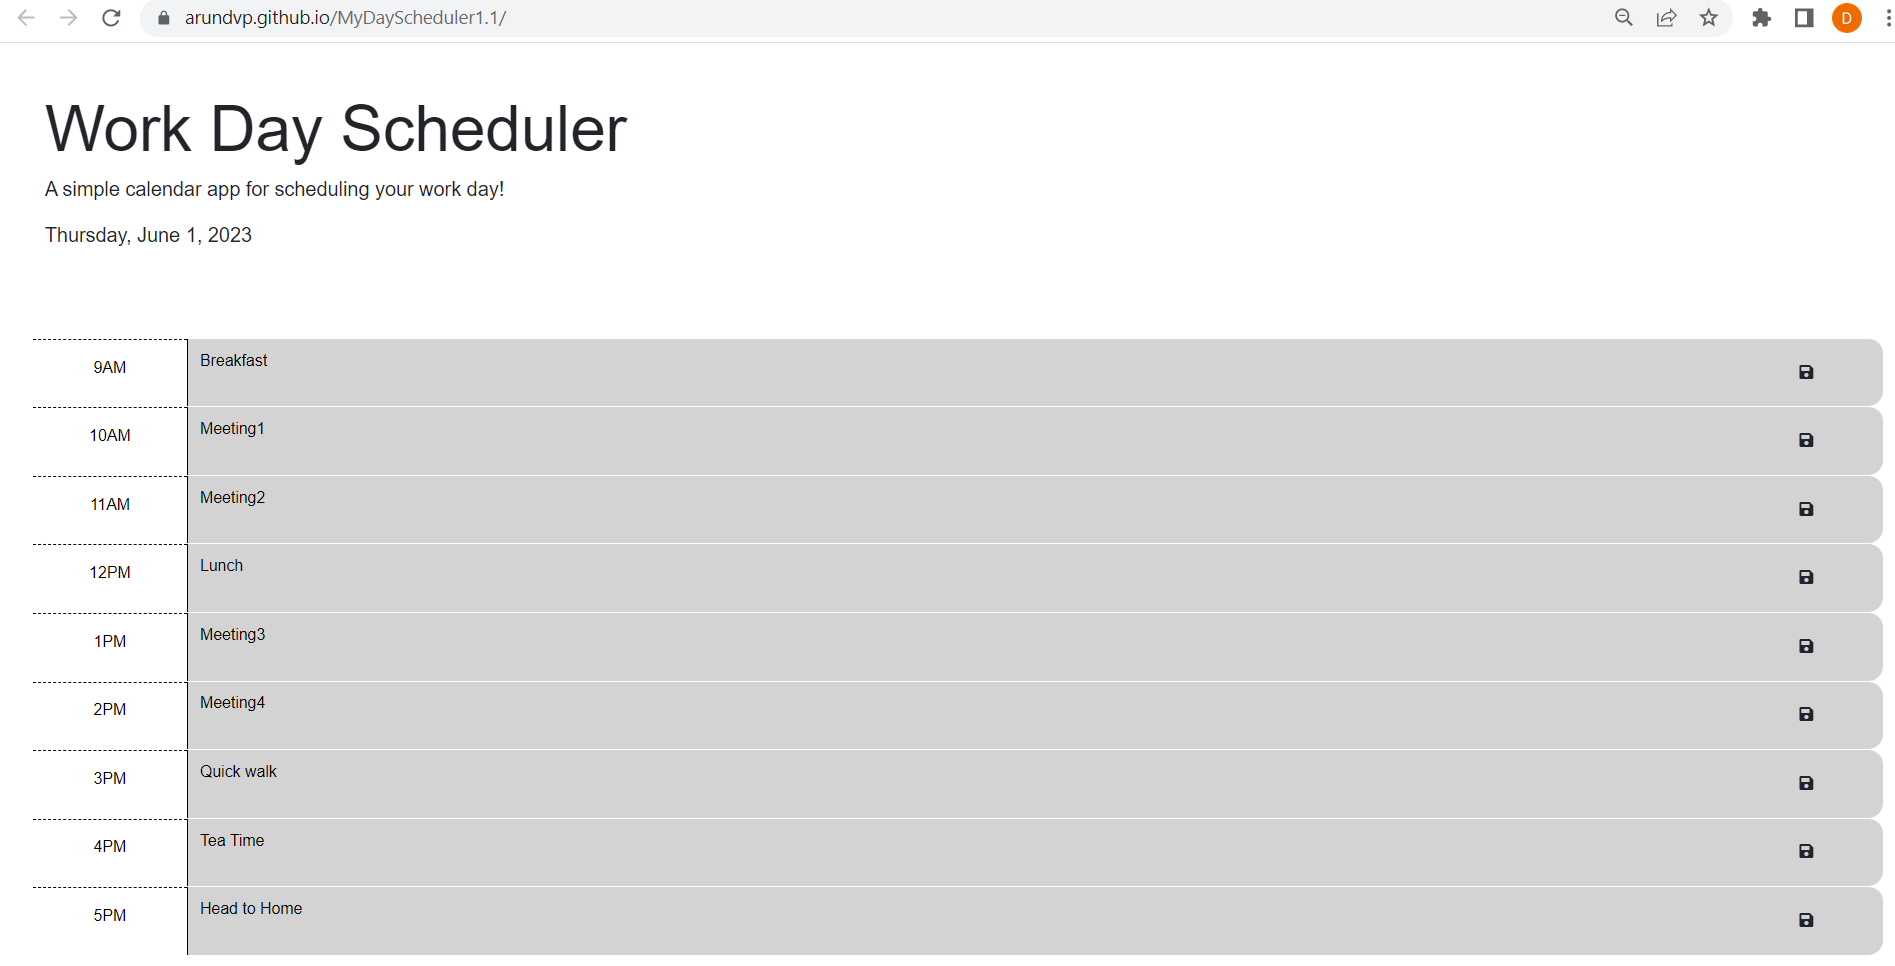 arundvp.github.io/MyDayScheduler1.1/
D
Work Day Scheduler
A simple calendar app for scheduling your work day!
Thursday, June 1, 2023
9AM Breakfast
10AM Meeting1
11AM Meeting2
12PM Lunch
1PM Meeting3
2PM Meeting4
3PM Quick walk
4PM Tea Time
5PM Head to Home